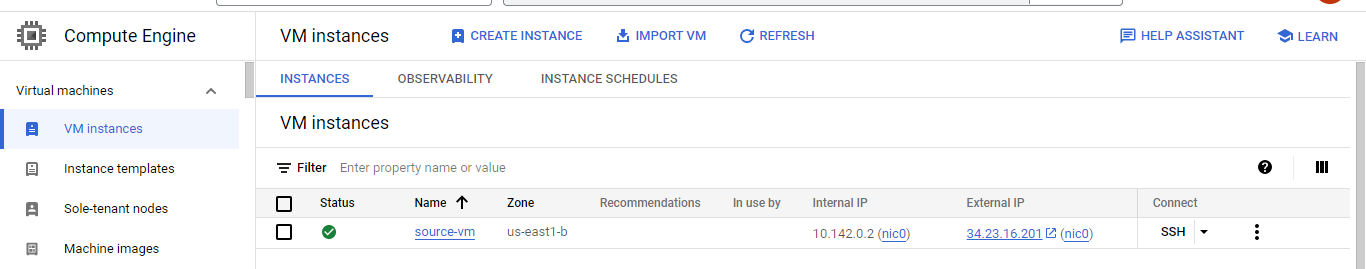 Compute Engine
VM instances
CREATE INSTANCE
IMPORT VM
REFRESH
HELP ASSISTANT
LEARN
Virtual machines
VM instances
Instance templates
Sole-tenant nodes
Machine images
INSTANCES
OBSERVABILITY
INSTANCE SCHEDULES
VM instances
Filter Enter property name or value
Status Name Zone Recommendations In use by Internal IP External IP Connect
source-vm us-east1-b 10.142.0.2 (nic0) 34.23.16.201 (nic0) SSH